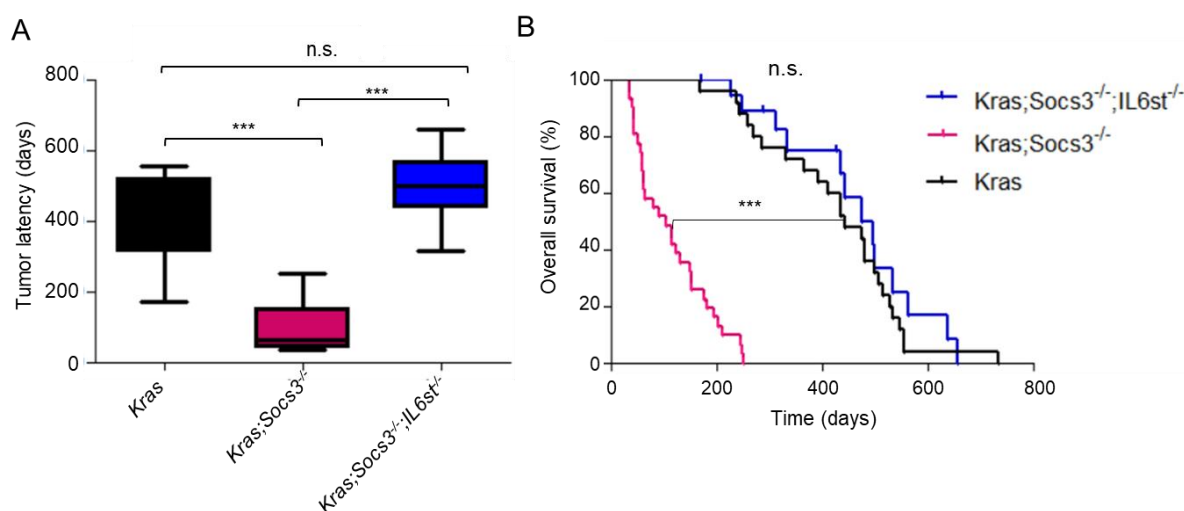 A
n.s.
***
***
Tumor latency (days)
800
600
400
200
0
Kras
Kras;Socs3-/-
Kras;Socs3-/-;IL6st-/-
B
n.s.
Overall survival (%)
100
80
60
40
20
0
***
0 200 400 600 800
Time (days)
Kras;Socs3-/-;IL6st-/-
Kras;Socs3-/-
Kras